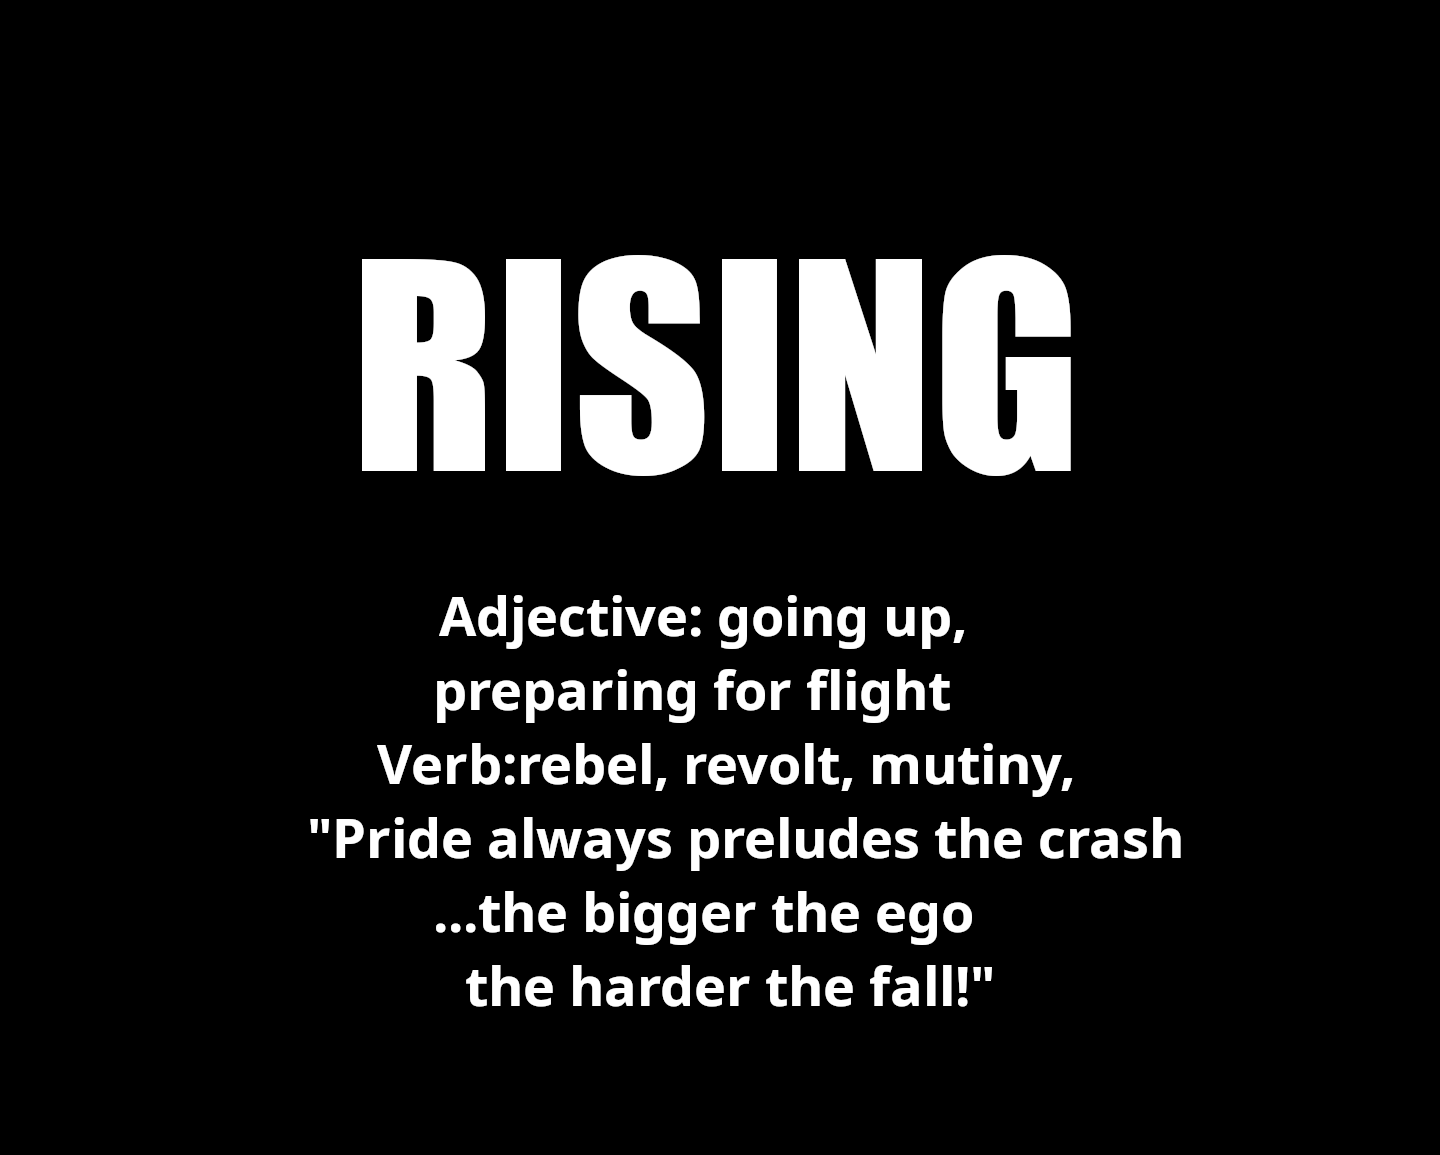 RISING
Adjective: going up,
preparing for flight
Verb:rebel, revolt, mutiny,
"Pride always preludes the crash
...the bigger the ego
the harder the fall!"